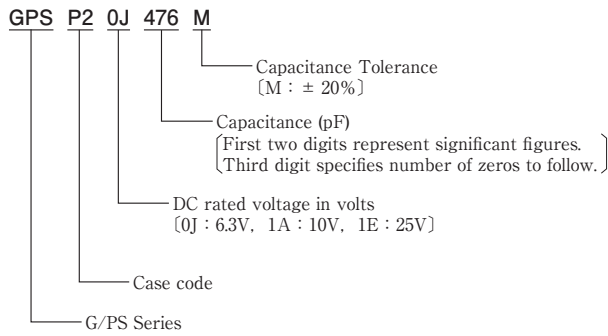 GPS P2 0J 476 M
Capacitance Tolerance
〔M : ± 20%〕
Capacitance (pF)
First two digits represent significant figures.
Third digit specifies number of zeros to follow.
DC rated voltage in volts
〔0J : 6.3V, 1A : 10V, 1E : 25V〕
Case code
G/PS Series